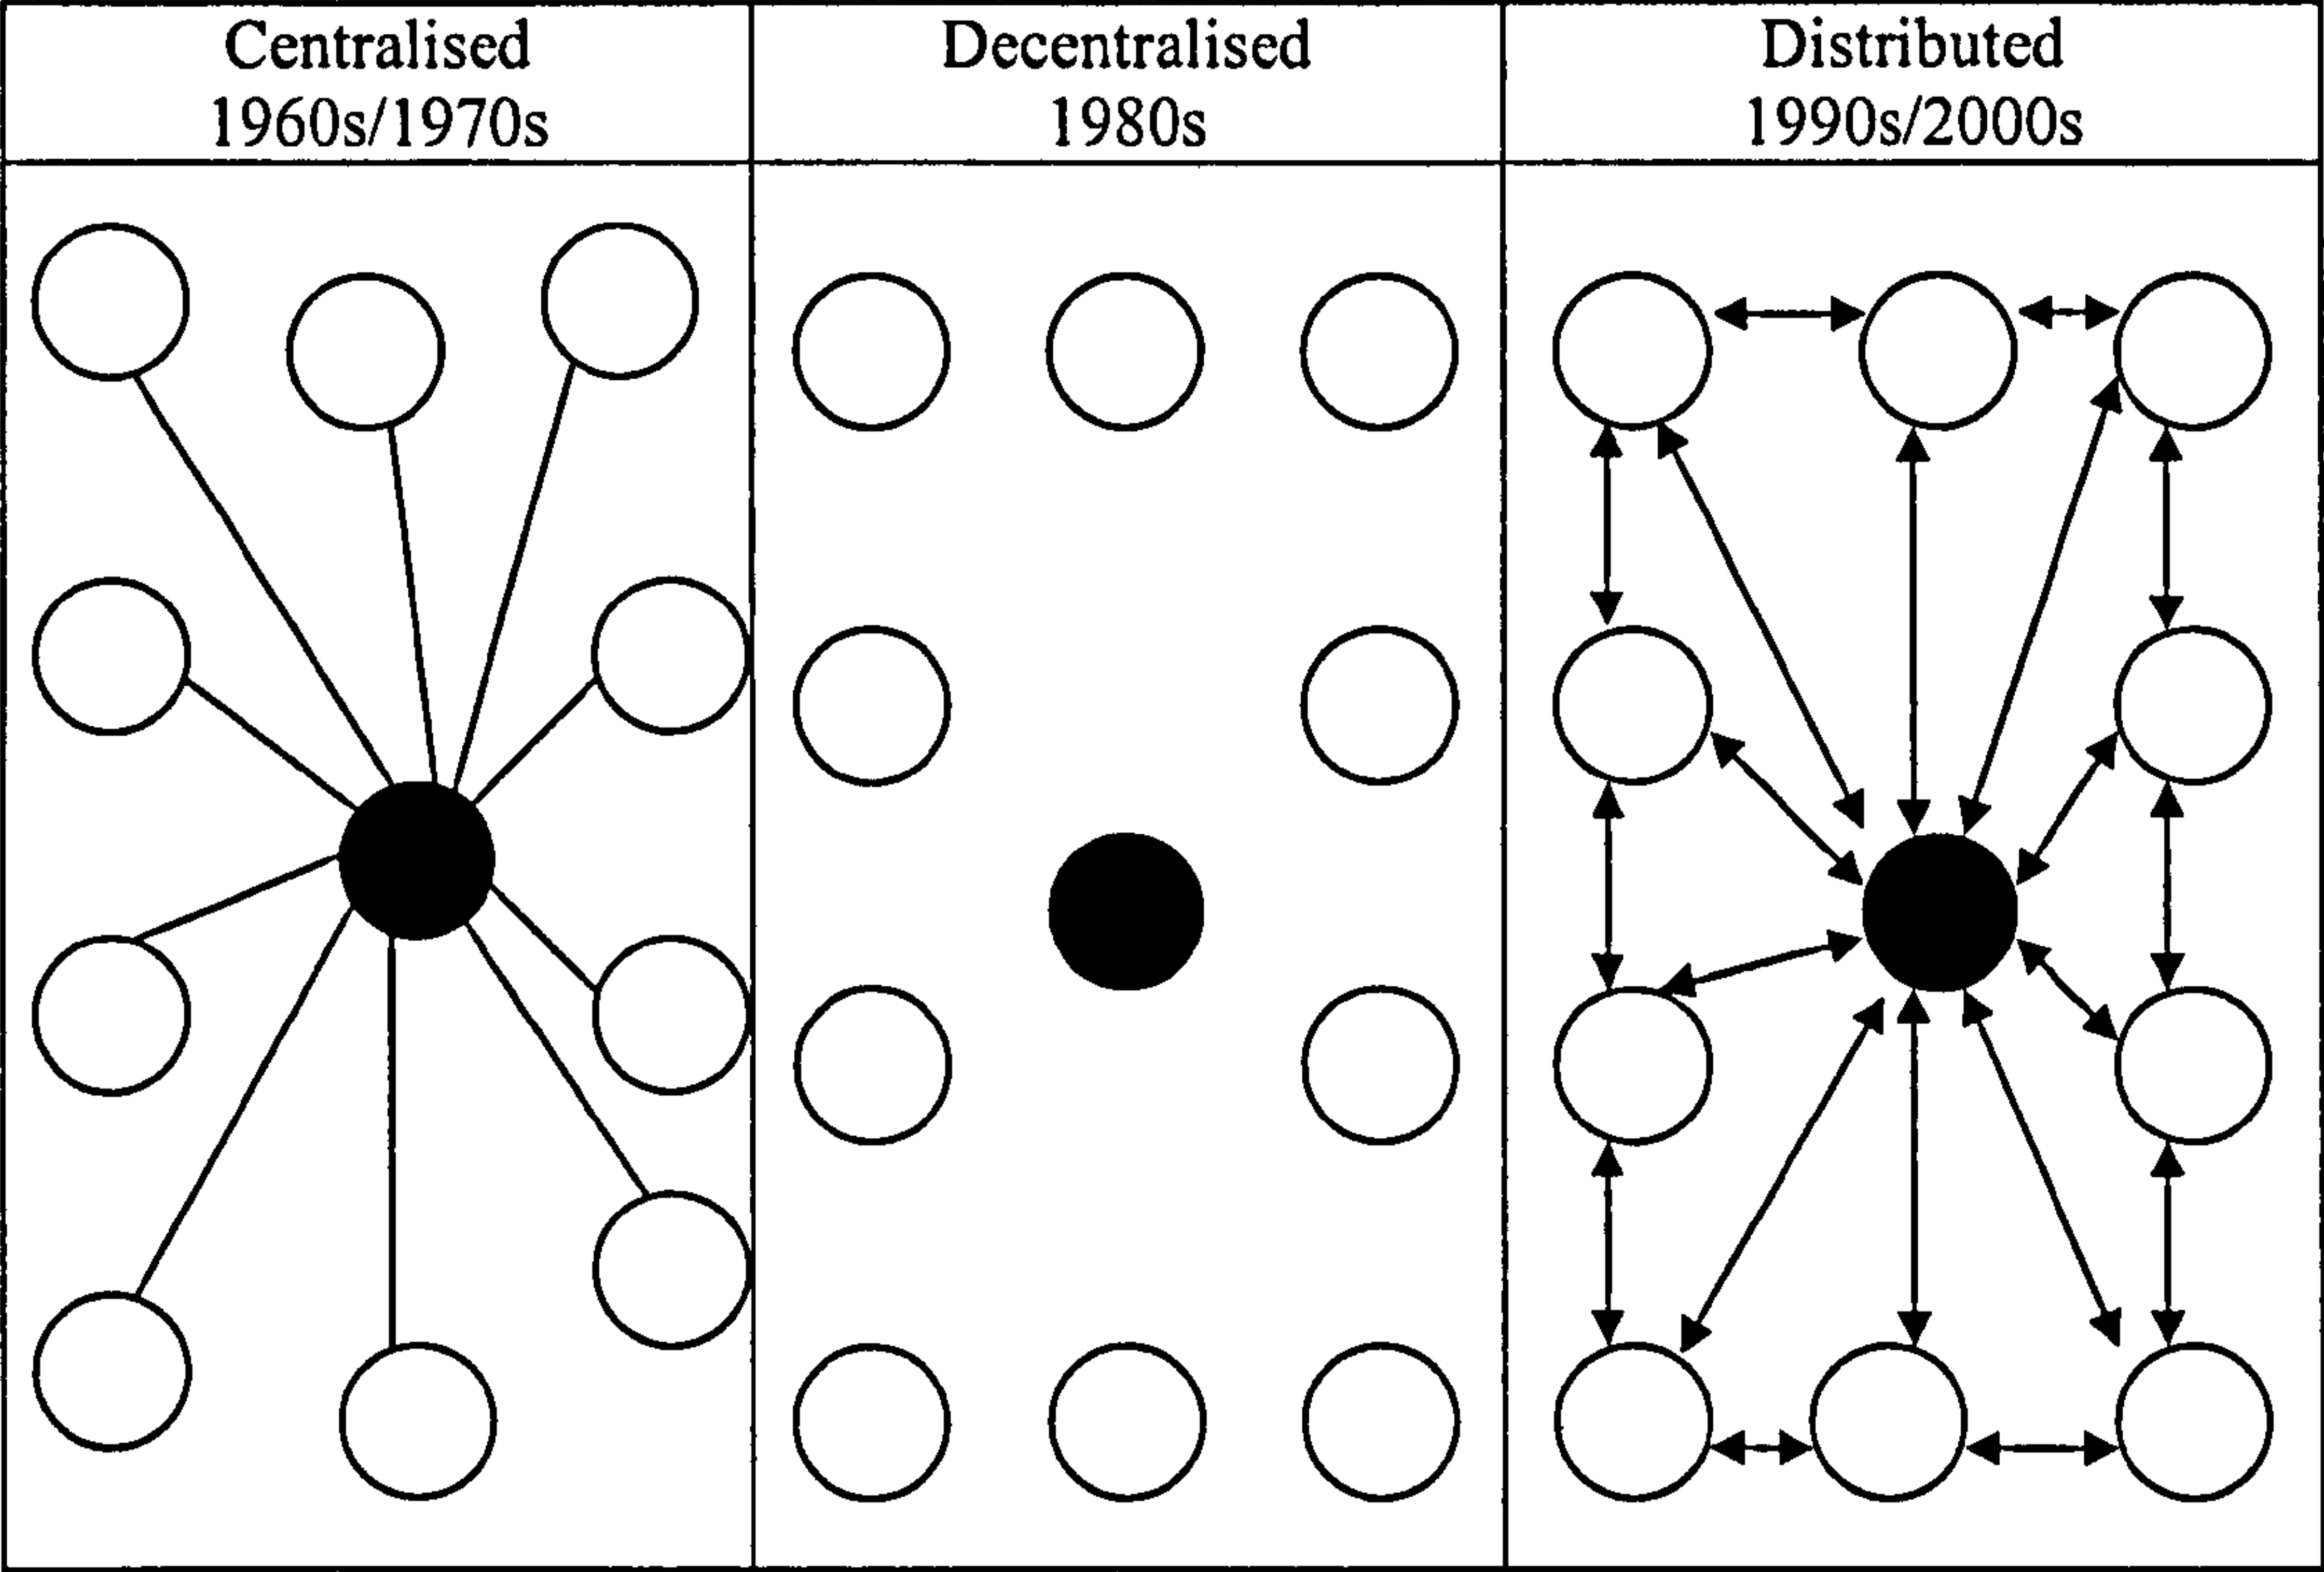 Centralised
1960s/1970s
Decentralised
1980s
Distributed
1990s/2000s